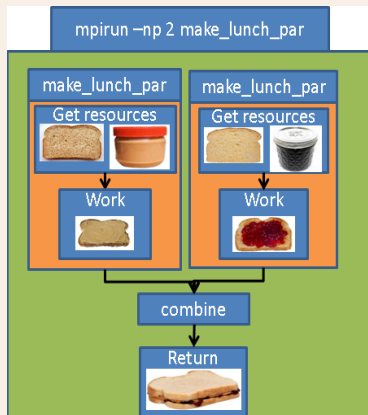 mpirun –np 2 make_lunch_par
make_lunch_par
Get resources
Work
make_lunch_par
Get resources
Work
combine
Return